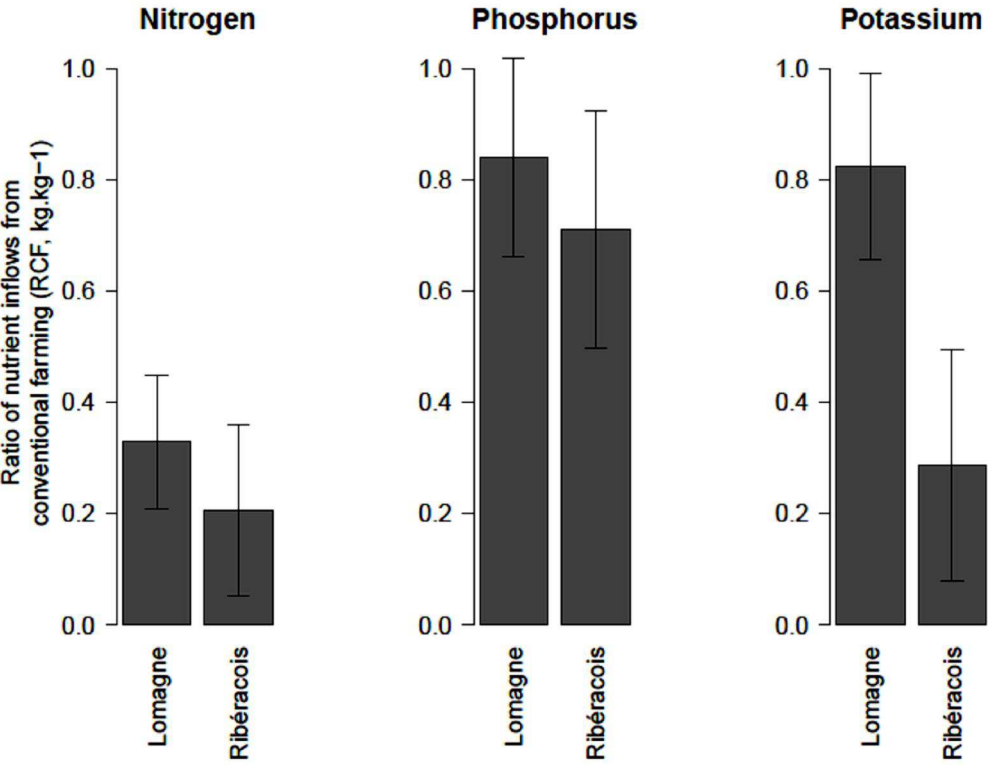 Nitrogen
Phosphorus
Potassium
Ratio of nutrient inflows from
conventional farming (RCF, kg.kg−1)
1.0
0.8
0.6
0.4
0.2
0.0
Lomagne
Ribéracois
1.0
0.8
0.6
0.4
0.2
0.0
Lomagne
Ribéracois
1.0
0.8
0.6
0.4
0.2
0.0
Lomagne
Ribéracois